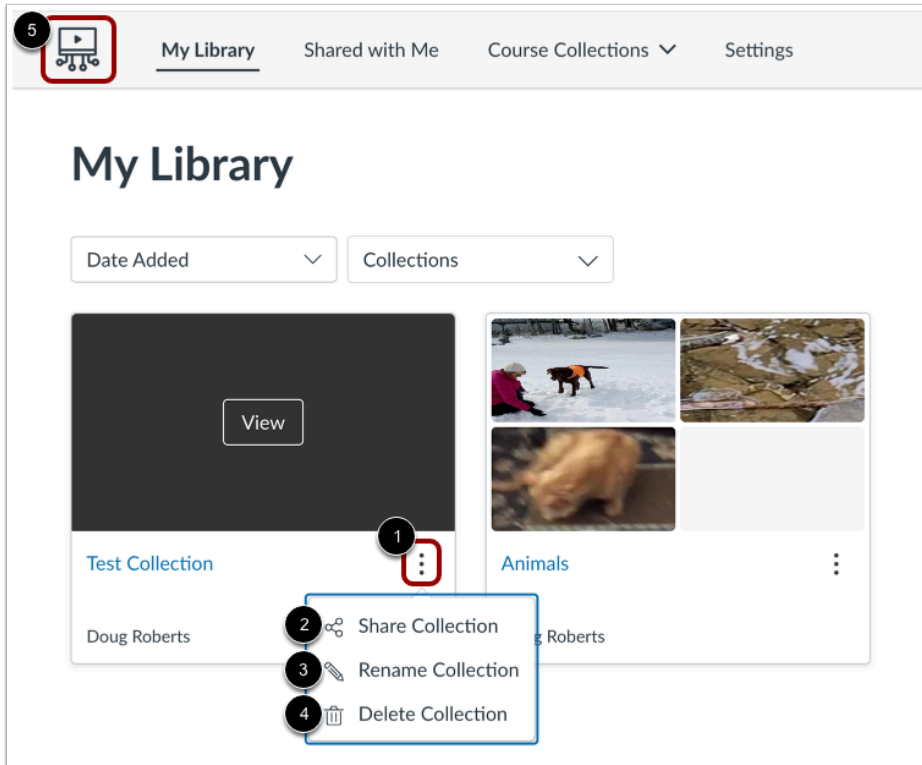 5
My Library Shared with Me Course Collections Settings
My Library
Date Added Collections
View
1
Test Collection Animals
Doug Roberts g Roberts
2 Share Collection
3 Rename Collection
4 Delete Collection